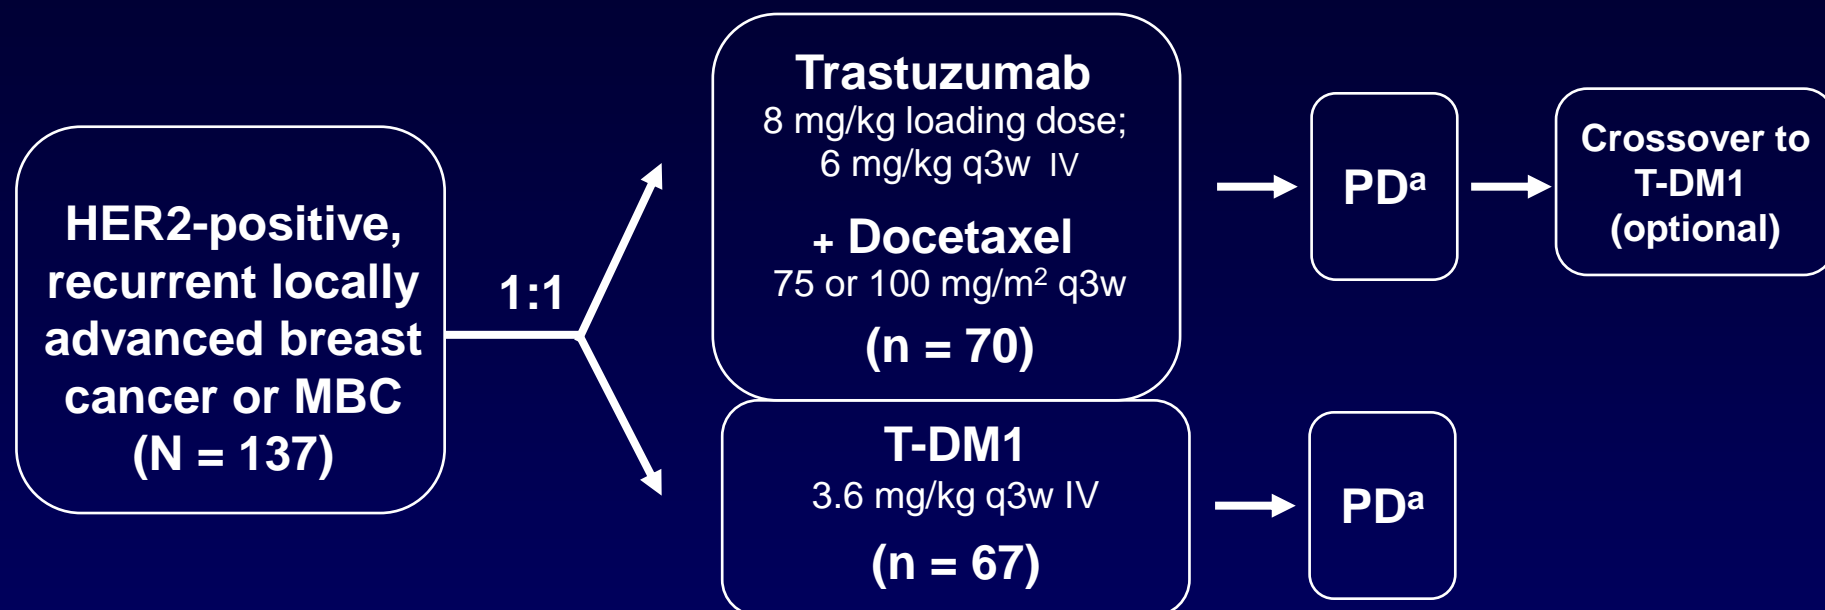 HER2-positive,
recurrent locally
advanced breast
cancer or MBC
(N = 137)
1:1
Trastuzumab
8 mg/kg loading dose;
6 mg/kg q3w IV
+ Docetaxel
75 or 100 mg/m² q3w
(n = 70)
PDᵃ
Crossover to
T-DM1
(optional)
T-DM1
3.6 mg/kg q3w IV
(n = 67)
PDᵃ